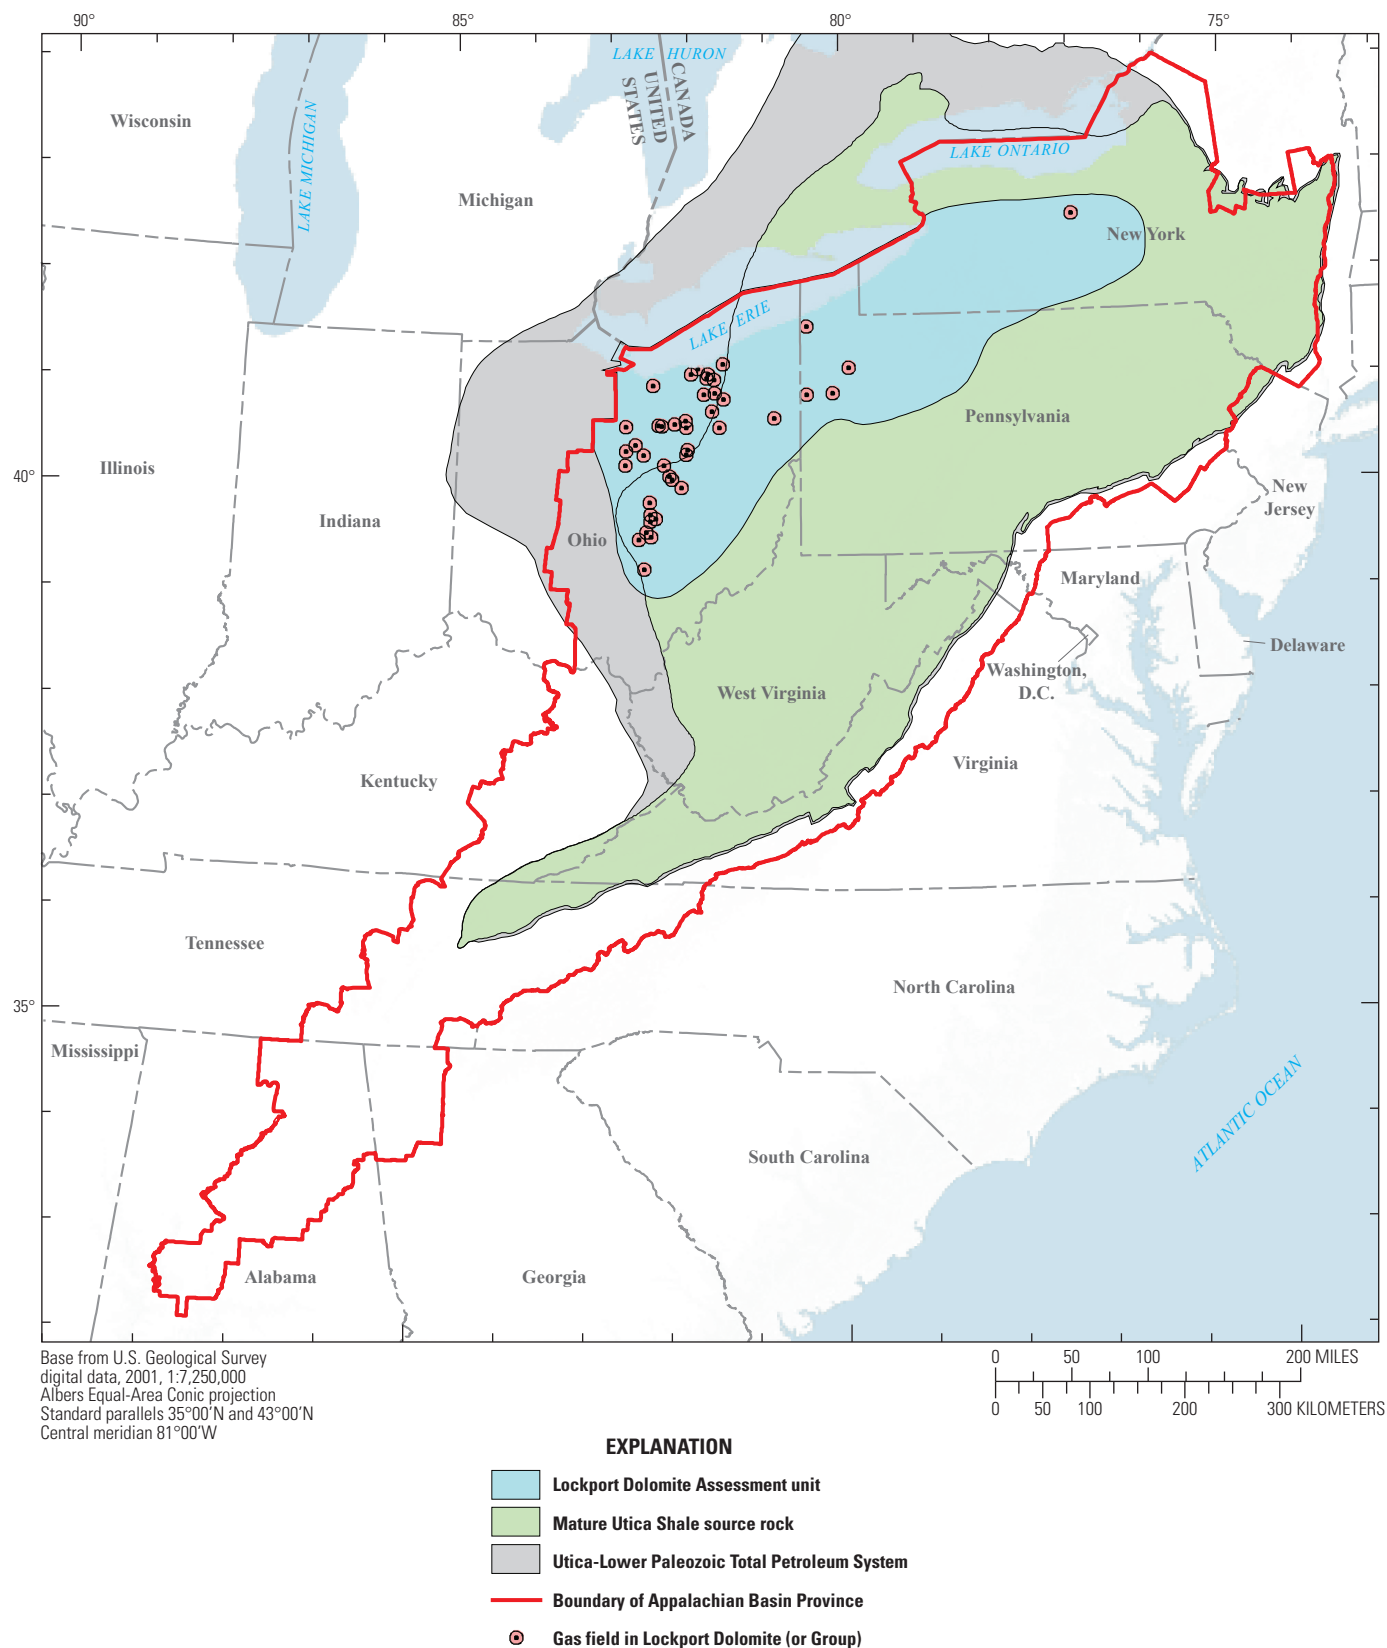 90°
85°
80°
75°
LAKE HURON
CANADA
UNITED
STATES
Wisconsin
LAKE MICHIGAN
LAKE ONTARIO
Michigan
New York
LAKE ERIE
Pennsylvania
40°
Illinois
Indiana
New
Jersey
Ohio
Maryland
Delaware
Washington,
D.C.
West Virginia
Virginia
Kentucky
Tennessee
North Carolina
35°
Mississippi
ATLANTIC OCEAN
South Carolina
Alabama
Georgia
Base from U.S. Geological Survey
digital data, 2001, 1:7,250,000
Albers Equal-Area Conic projection
Standard parallels 35°00'N and 43°00'N
Central meridian 81°00'W
0 50 100 200 MILES
0 50 100 200 300 KILOMETERS
EXPLANATION
Lockport Dolomite Assessment unit
Mature Utica Shale source rock
Utica-Lower Paleozoic Total Petroleum System
Boundary of Appalachian Basin Province
Gas field in Lockport Dolomite (or Group)